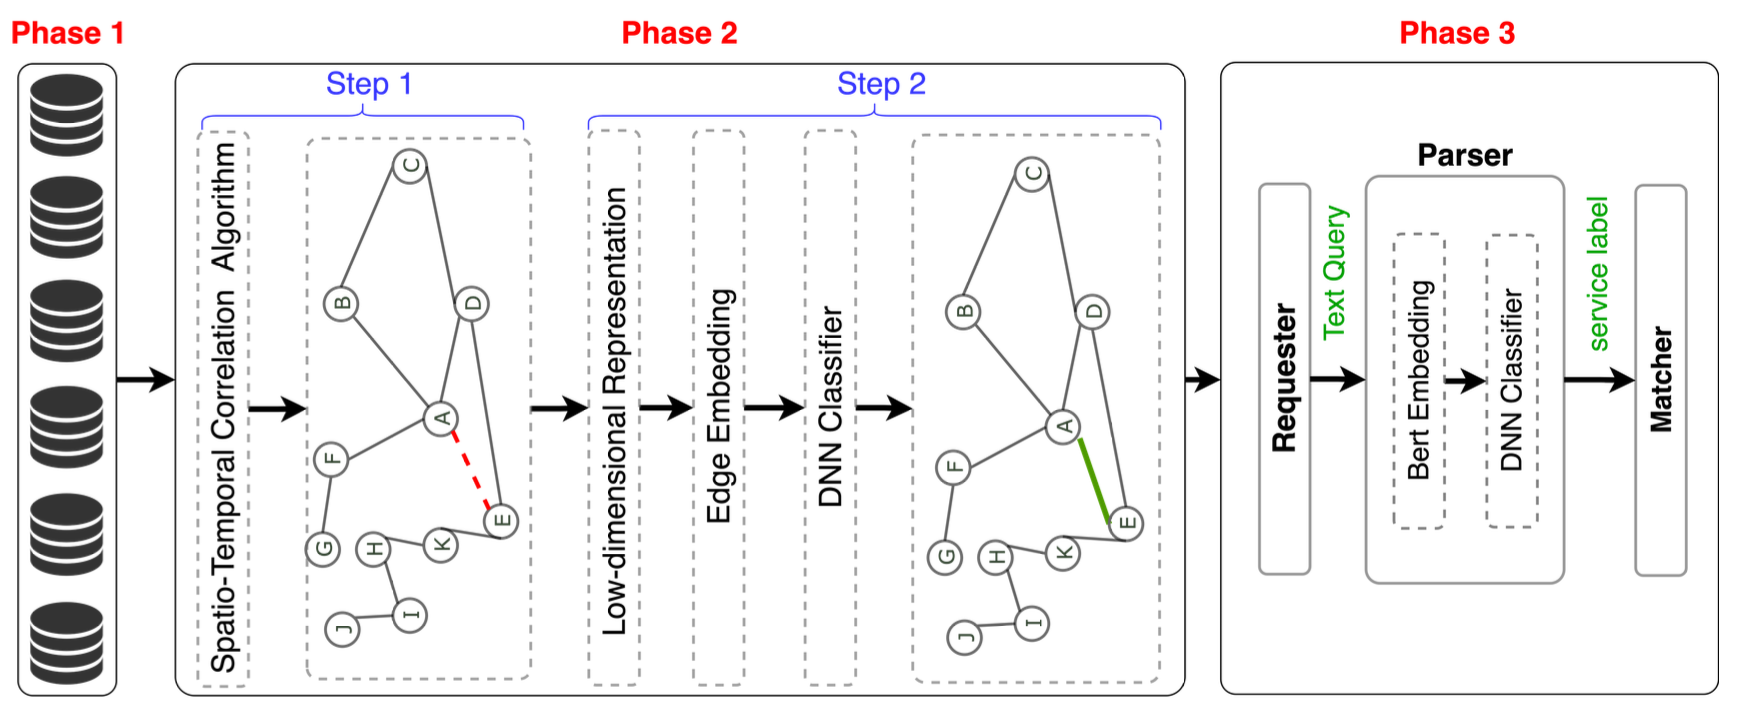 Phase 1
Phase 2
Phase 3
Step 1
Step 2
Spatio-Temporal Correlation Algorithm
C
B
D
A
F
E
G
H
K
I
J
Low-dimensional Representation
Edge Embedding
DNN Classifier
C
B
D
A
F
E
G
H
K
I
J
Requester
Text Query
Parser
Bert Embedding
DNN Classifier
service label
Matcher